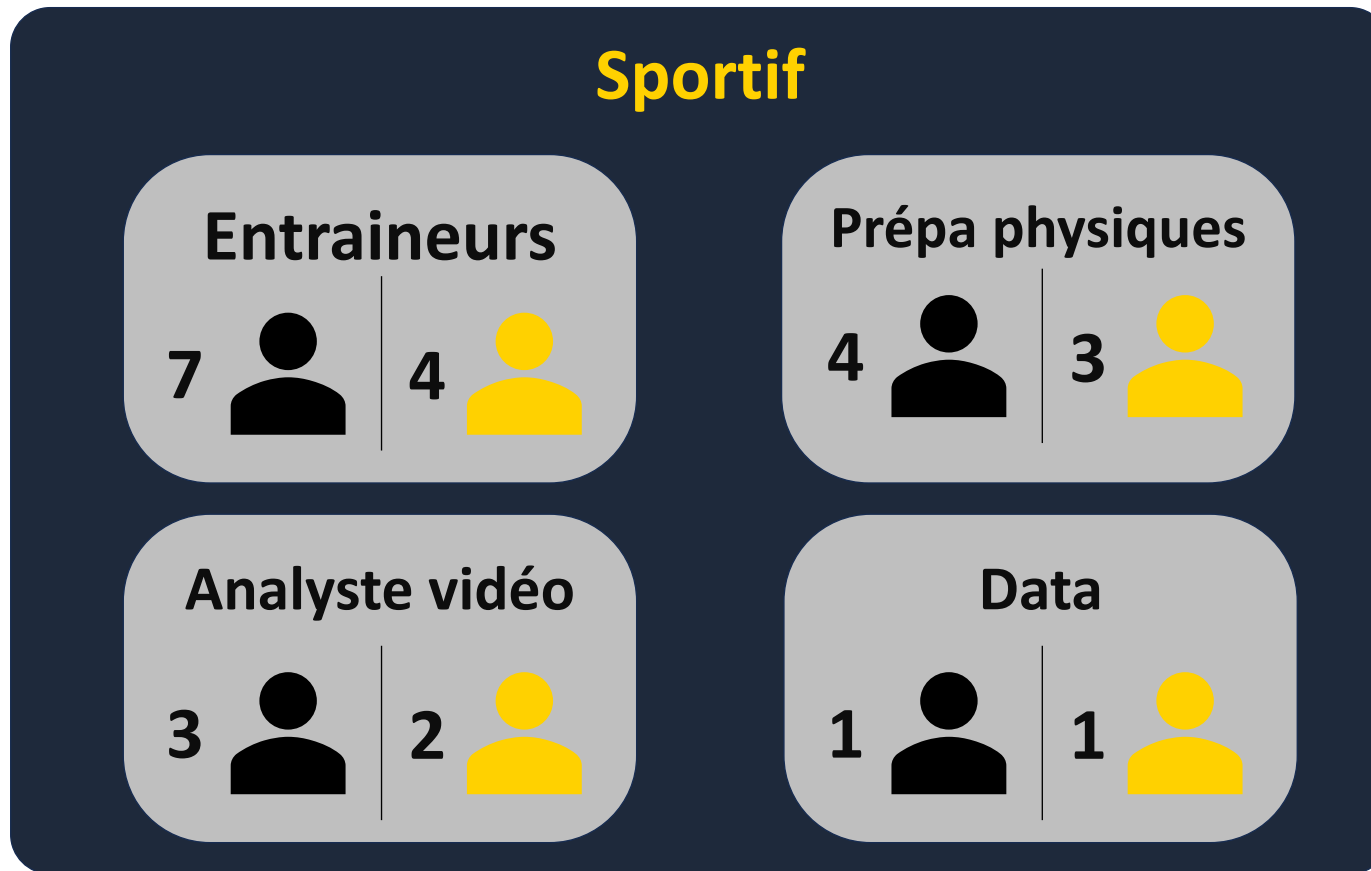 Sportif
Entraineurs
7 4
Prépa physiques
4 3
Analyste vidéo
3 2
Data
1 1